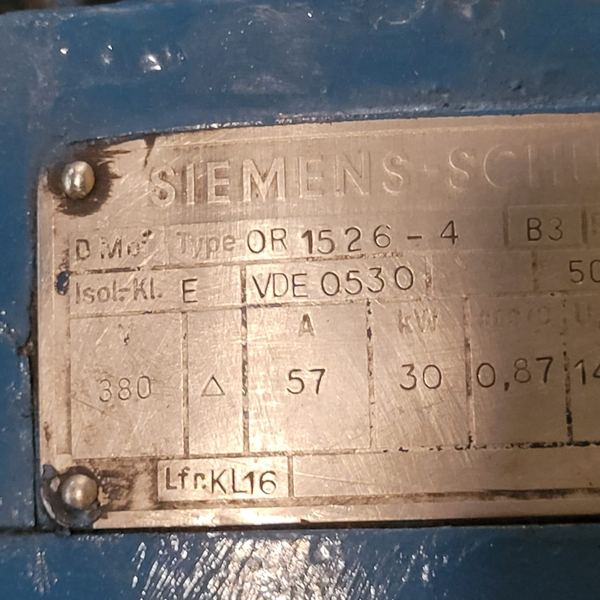 SIEMENS-SCHU
D Mot Type OR 1526-4 B3
Isol.-Kl. E VDE 0530 50
V A kW
380 △ 57 30 0,87 14
Lfr. KL16